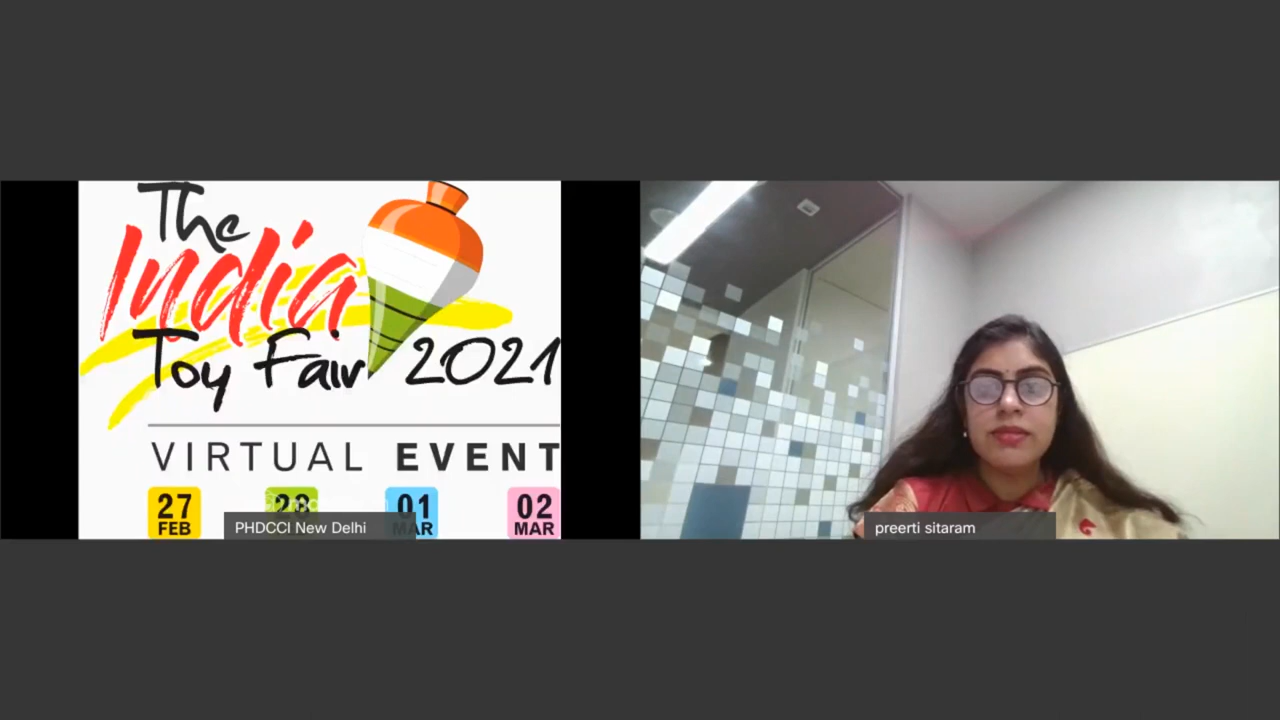 The
India
Toy Fair 2021
VIRTUAL EVENT
27 28 01 02
FEB MAR MAR
PHDCCI New Delhi
preerti sitaram